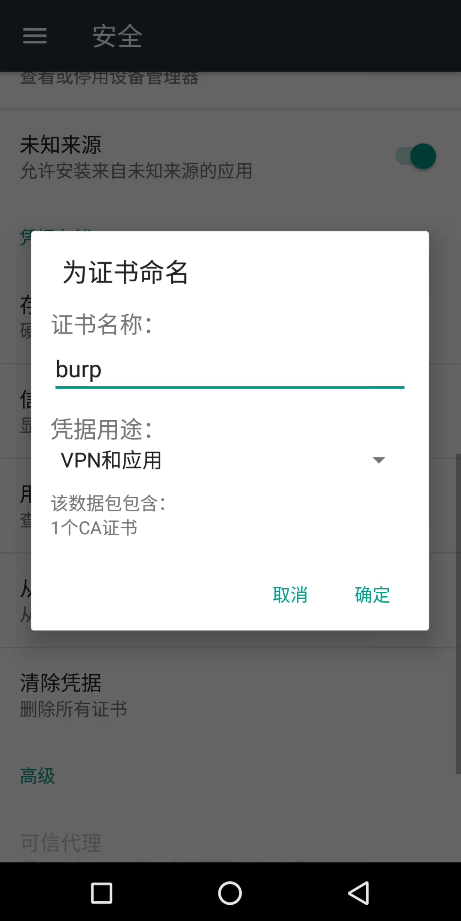 安全
查看或停用设备管理器
未知来源
允许安装来自未知来源的应用
为证书命名
证书名称：
burp
凭据用途：
VPN和应用
该数据包包含：
1个CA证书
取消
确定
清除凭据
删除所有证书
高级
可信代理